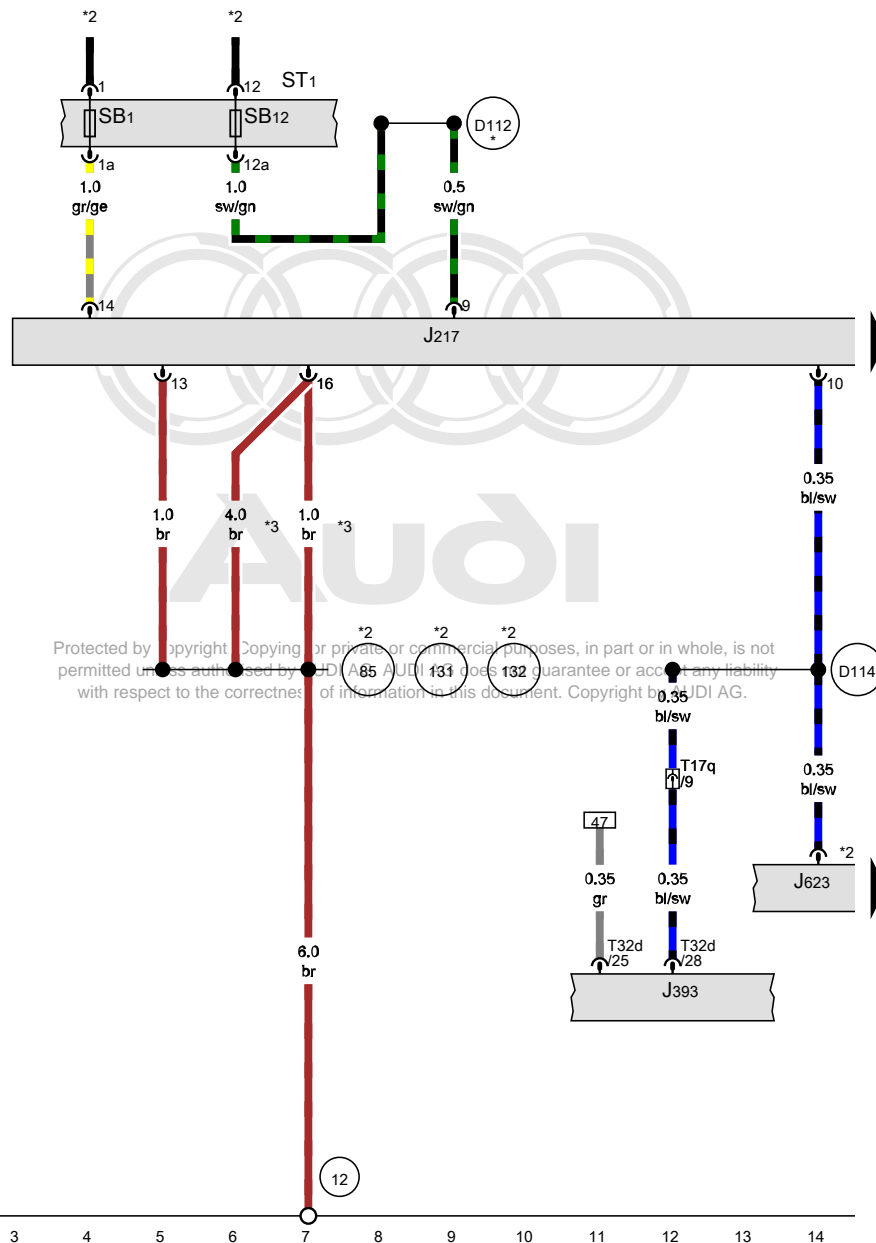 *2 *2
ST1
1 12
SB1 SB12
D112
*
1a 12a
1.0 1.0 0.5
gr/ge sw/gn sw/gn
14 9
J217
13 16 10
0.35
bl/sw
1.0 4.0 1.0
br br *3 br *3
Audi
*2 *2 *2
Protected by copyright. Copying for private or commercial purposes, in part or in whole, is not
permitted unless authorised by AUDI AG. AUDI AG does not guarantee or accept any liability
with respect to the correctness of information in this document. Copyright by AUDI AG.
85 131 132 D114
0.35
bl/sw
T17q
/9
0.35
bl/sw
47
*2
J623
0.35 0.35
gr bl/sw
T32d T32d
/25 /28
J393
6.0
br
12
3 4 5 6 7 8 9 10 11 12 13 14